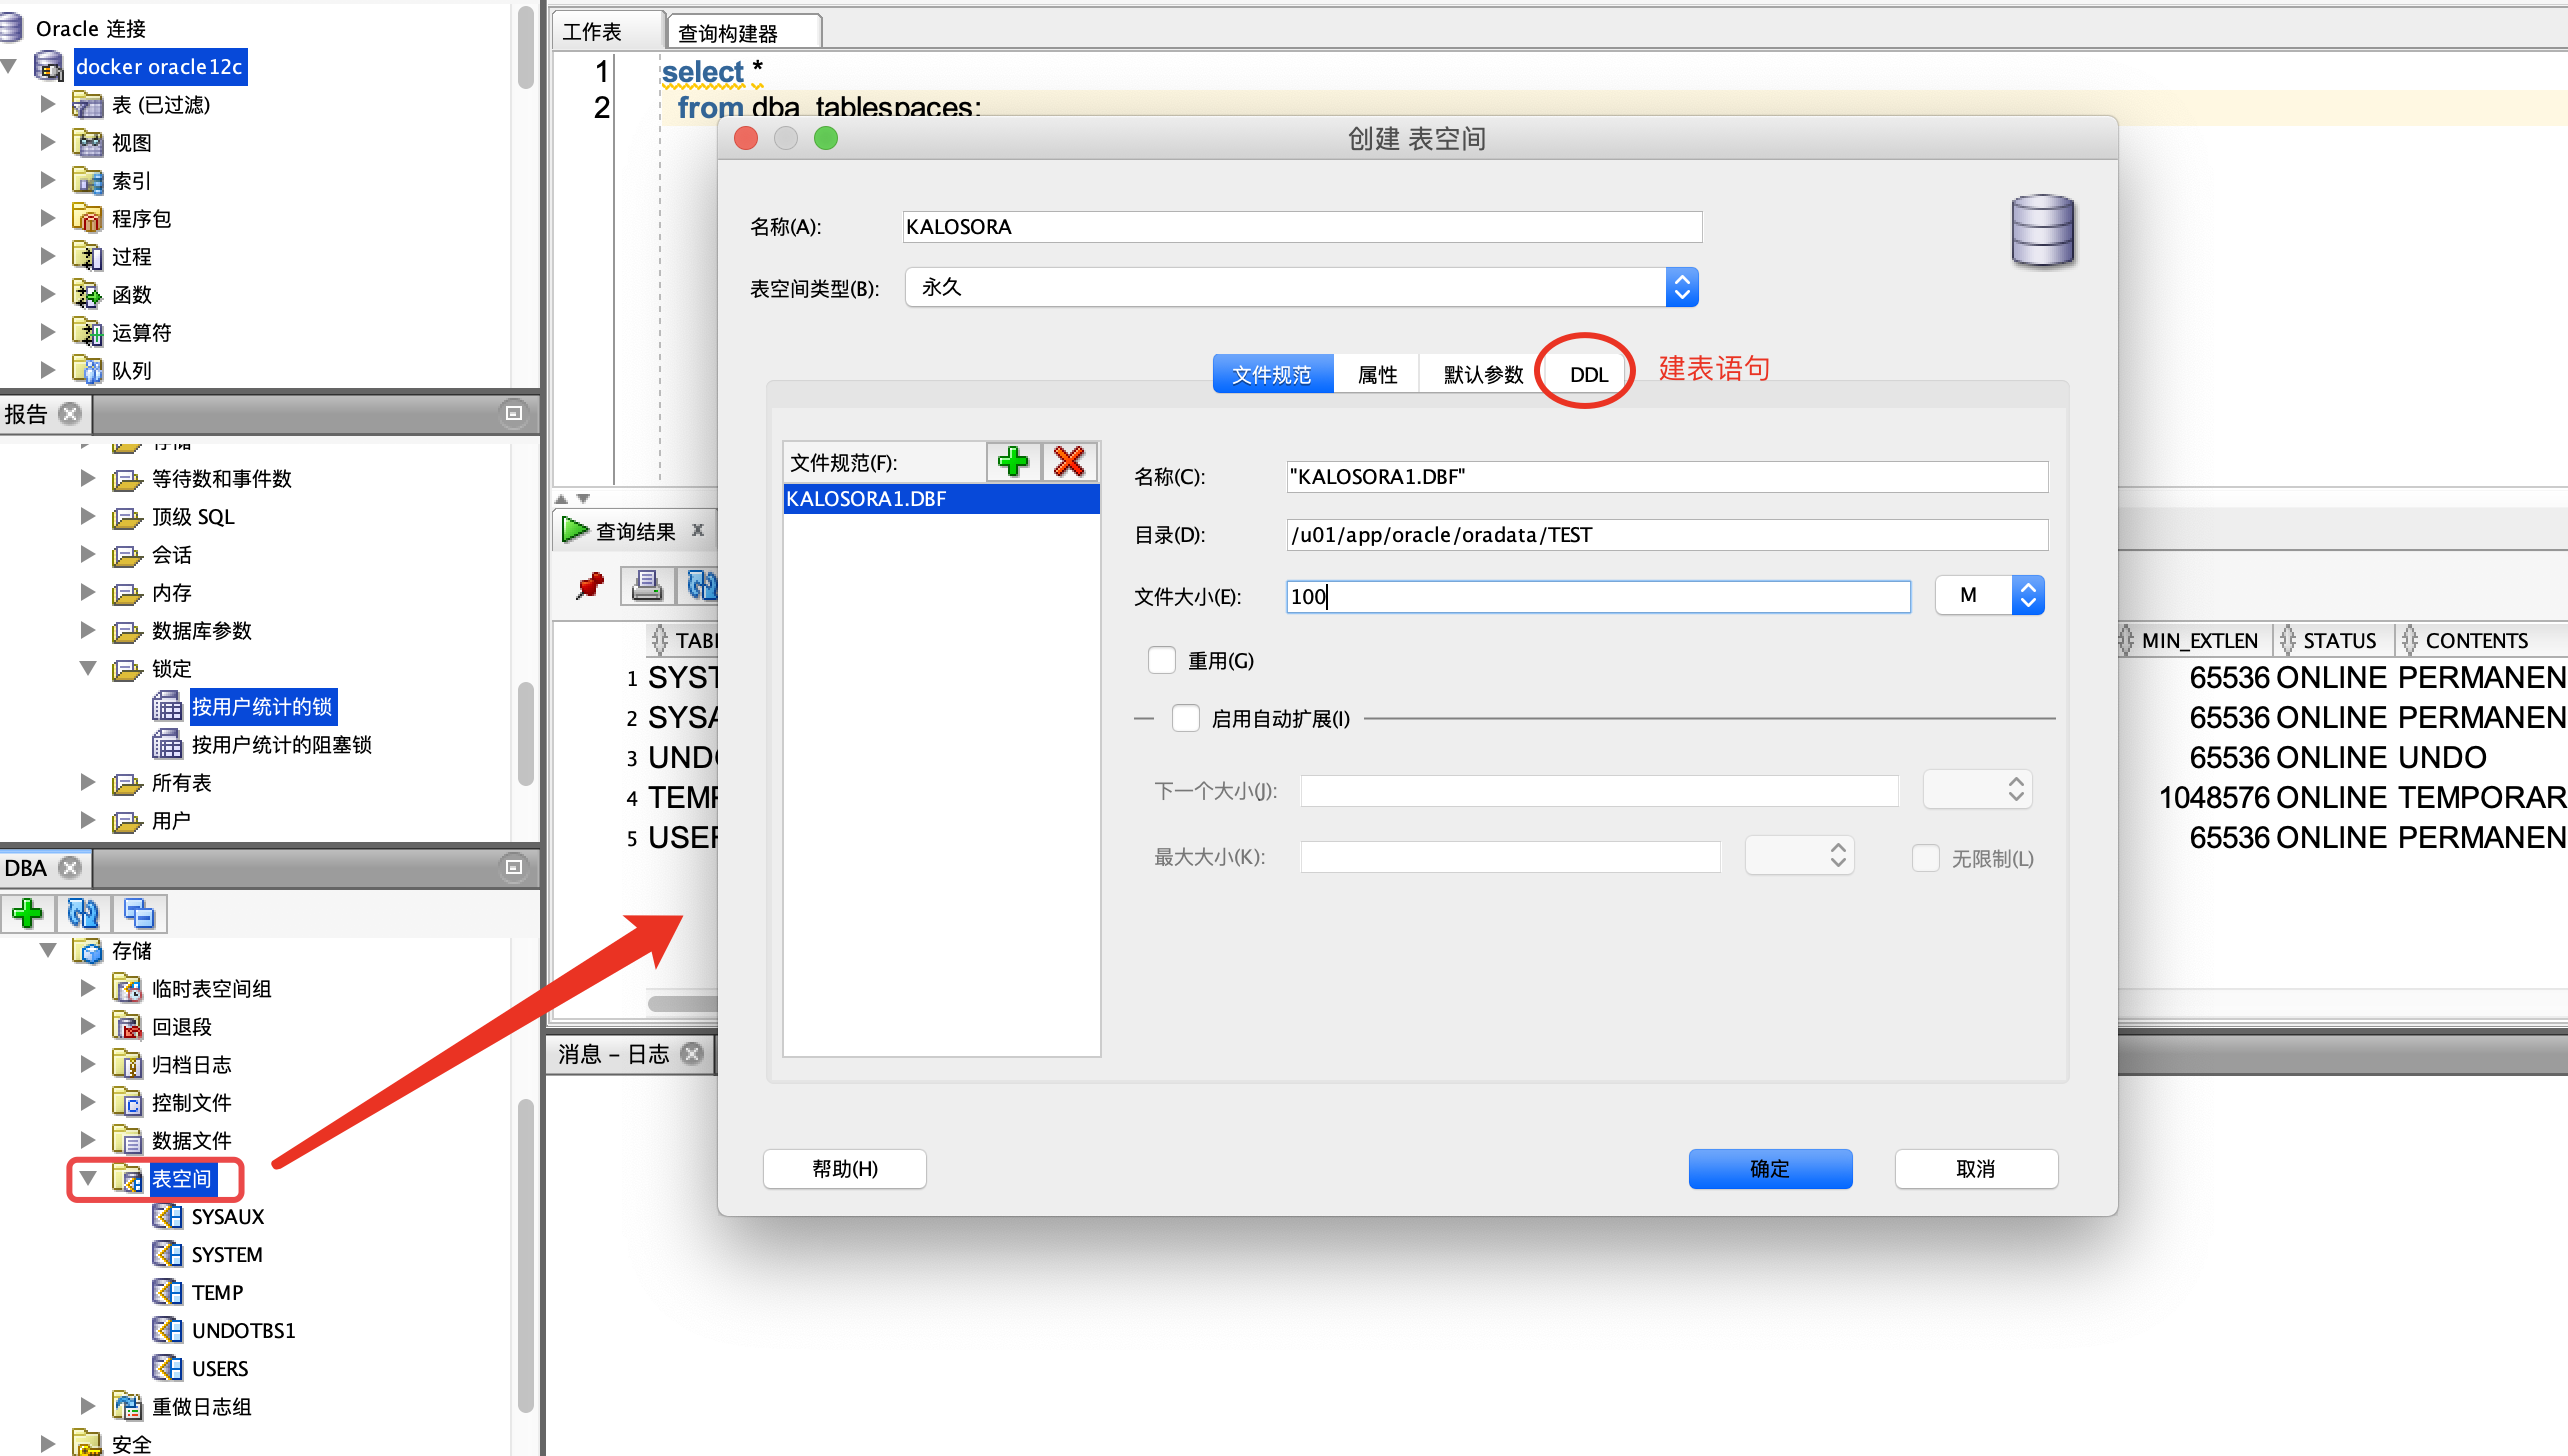 Oracle 连接
docker oracle12c
表 (已过滤)
视图
索引
程序包
过程
函数
运算符
队列
报告
等待数和事件数
顶级 SQL
会话
内存
数据库参数
锁定
按用户统计的锁
按用户统计的阻塞锁
所有表
用户
DBA
存储
临时表空间组
回退段
归档日志
控制文件
数据文件
表空间
SYSAUX
SYSTEM
TEMP
UNDOTBS1
USERS
重做日志组
安全
工作表
查询构建器
1 select *
2 from dba_tablespaces;
查询结果
TABL
MIN_EXTLEN STATUS CONTENTS
1 SYST 65536 ONLINE PERMANEN
2 SYSA 65536 ONLINE PERMANEN
3 UNDO 65536 ONLINE UNDO
4 TEMP 1048576 ONLINE TEMPORAR
5 USER 65536 ONLINE PERMANEN
消息 - 日志
创建 表空间
名称(A): KALOSORA
表空间类型(B): 永久
文件规范 属性 默认参数 DDL
建表语句
文件规范(F):
KALOSORA1.DBF
名称(C): "KALOSORA1.DBF"
目录(D): /u01/app/oracle/oradata/TEST
文件大小(E): 100 M
重用(G)
启用自动扩展(I)
下一个大小(J):
最大大小(K): 无限制(L)
帮助(H) 确定 取消